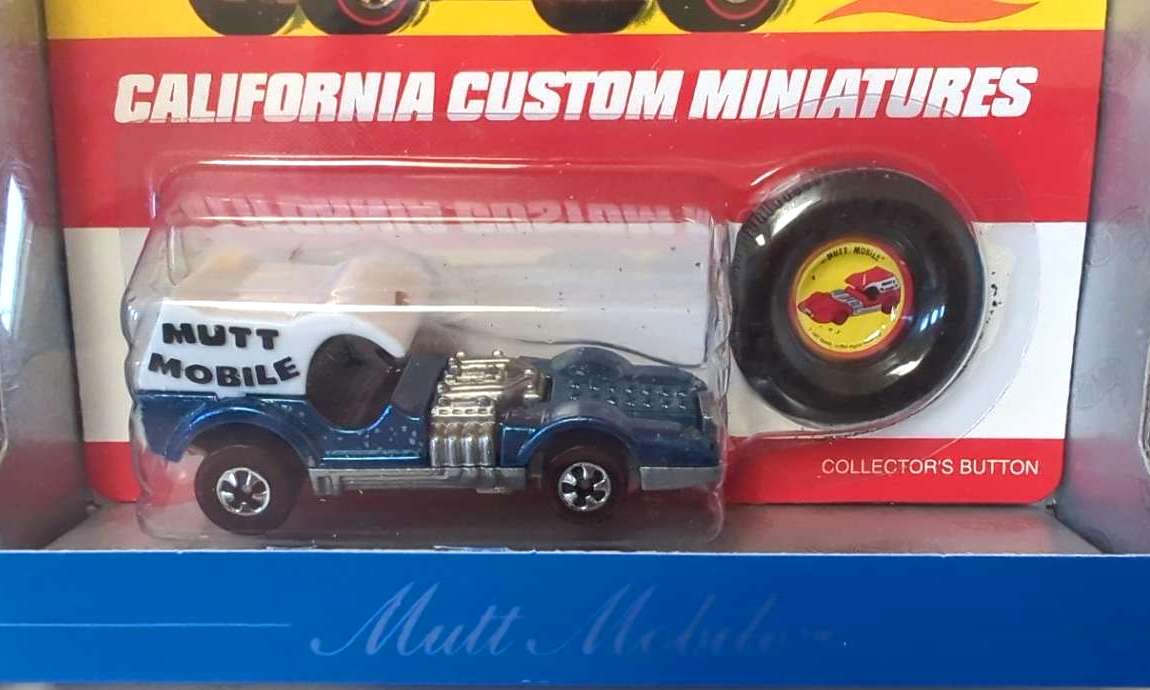 CALIFORNIA CUSTOM MINIATURES
MUTT MOBILE
MUTT
MOBILE
COLLECTOR'S BUTTON
Mutt Mobile